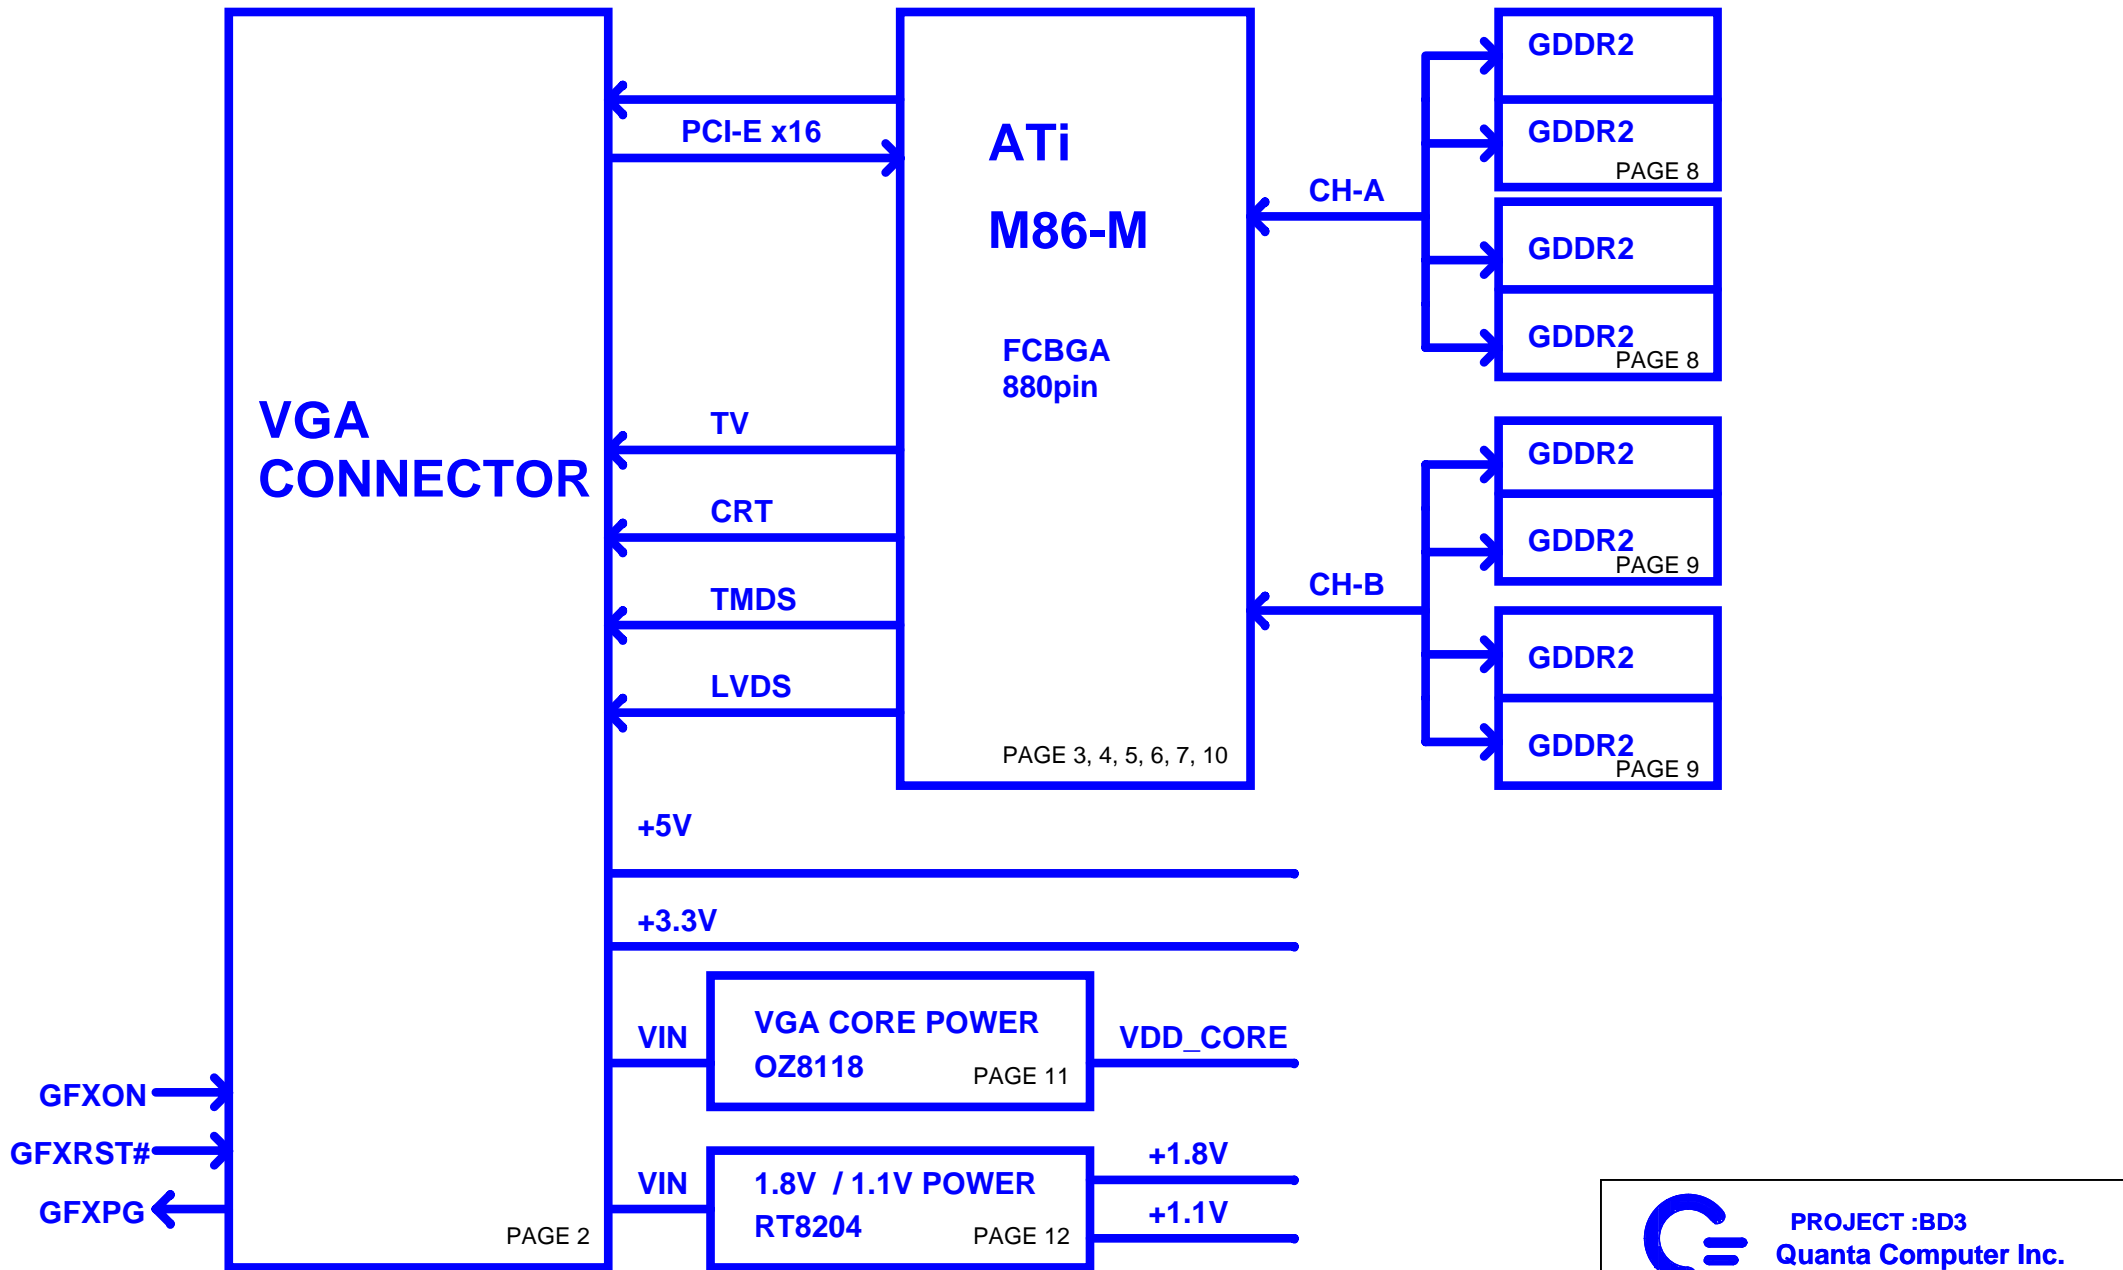 VGA
CONNECTOR
PAGE 2
PCI-E x16
TV
CRT
TMDS
LVDS
ATi
M86-M
FCBGA
880pin
PAGE 3, 4, 5, 6, 7, 10
CH-A
CH-B
GDDR2
GDDR2
PAGE 8
GDDR2
GDDR2
PAGE 8
GDDR2
GDDR2
PAGE 9
GDDR2
GDDR2
PAGE 9
+5V
+3.3V
VIN
VGA CORE POWER
OZ8118
PAGE 11
VDD_CORE
VIN
1.8V / 1.1V POWER
RT8204
PAGE 12
+1.8V
+1.1V
GFXON
GFXRST#
GFXPG
PROJECT :BD3
Quanta Computer Inc.